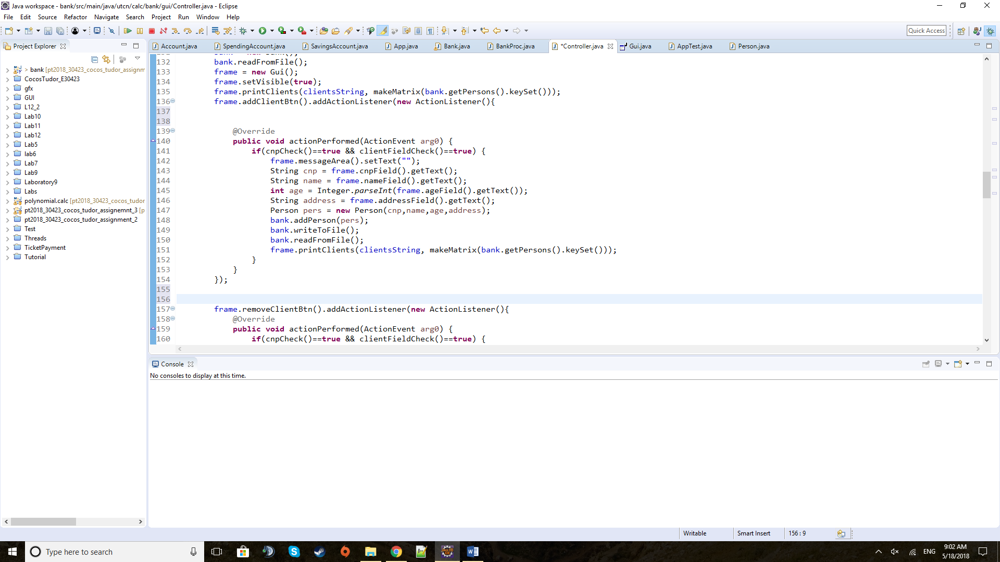 Java workspace - bank/src/main/java/utcn/calc/bank/gui/Controller.java - Eclipse
File Edit Source Refactor Navigate Search Project Run Window Help
Quick Access
Project Explorer
> bank [pt2018_30423_cocos_tudor_assignm
CocosTudor_E30423
gfx
GUI
L12_2
Lab10
Lab11
Lab12
Lab5
lab6
Lab7
Lab9
Laboratory9
Labs
polynomial.calc [pt2018_30423_cocos_tudor
pt2018_30423_cocos_tudor_assignemnt_3 [p
pt2018_30423_cocos_tudor_assignment_2
Test
Threads
TicketPayment
Tutorial
Account.java SpendingAccount.java SavingsAccount.java App.java Bank.java BankProc.java *Controller.java Gui.java AppTest.java Person.java
132 bank.readFromFile();
133 frame = new Gui();
134 frame.setVisible(true);
135 frame.printClients(clientsString, makeMatrix(bank.getPersons().keySet()));
136 frame.addClientBtn().addActionListener(new ActionListener(){
137
138
139 @Override
140 public void actionPerformed(ActionEvent arg0) {
141 if(cnpCheck()==true && clientFieldCheck()==true) {
142 frame.messageArea().setText("");
143 String cnp = frame.cnpField().getText();
144 String name = frame.nameField().getText();
145 int age = Integer.parseInt(frame.ageField().getText());
146 String address = frame.addressField().getText();
147 Person pers = new Person(cnp,name,age,address);
148 bank.addPerson(pers);
149 bank.writeToFile();
150 bank.readFromFile();
151 frame.printClients(clientsString, makeMatrix(bank.getPersons().keySet()));
152 }
153 }
154 });
155
156
157 frame.removeClientBtn().addActionListener(new ActionListener(){
158 @Override
159 public void actionPerformed(ActionEvent arg0) {
160 if(cnpCheck()==true && clientFieldCheck()==true) {
Console
No consoles to display at this time.
Writable Smart Insert 156 : 9
Type here to search
ENG
9:02 AM
5/18/2018